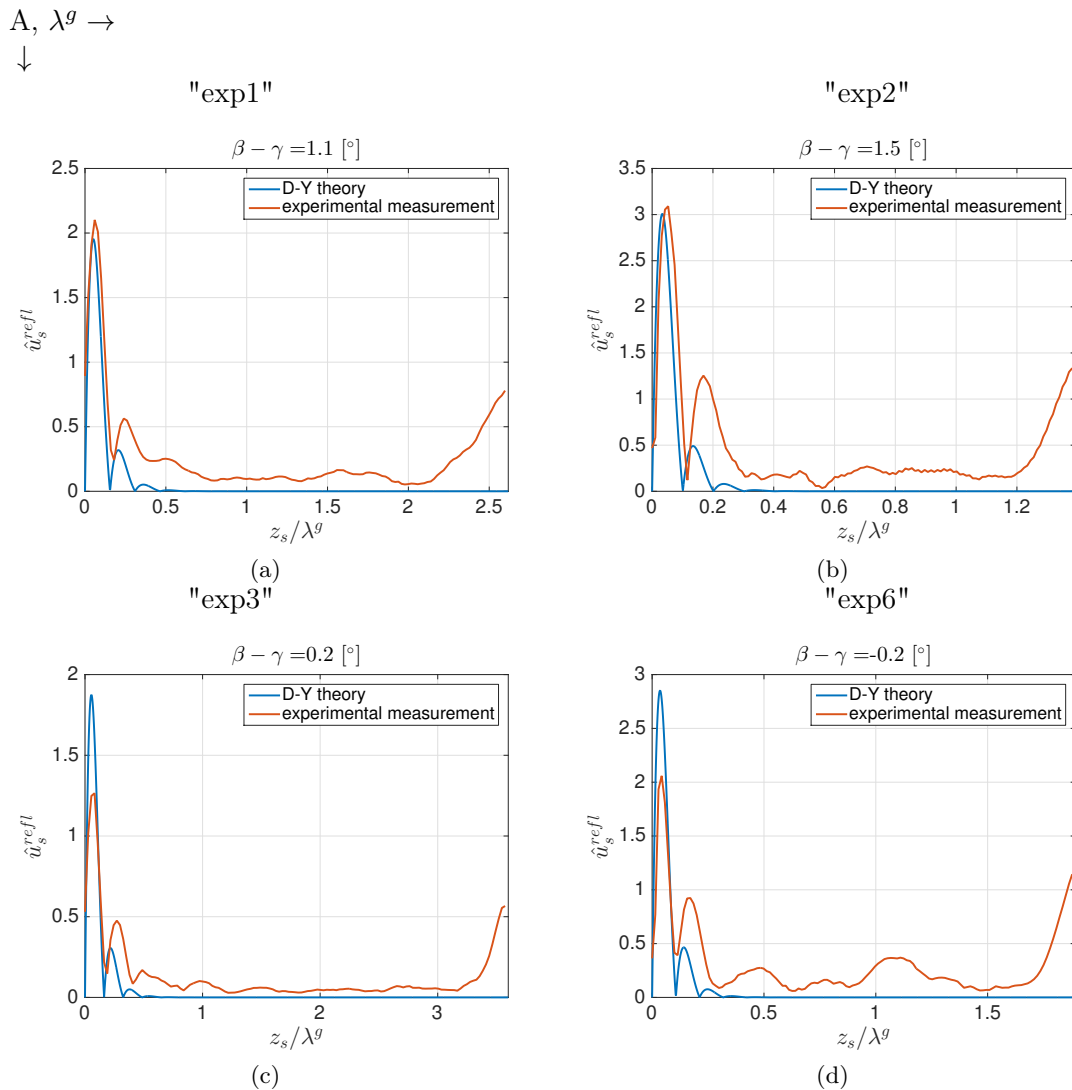 A, λ^g →
↓
"exp1"
β − γ =1.1 [°]
D-Y theory
experimental measurement
2.5
2
1.5
1
0.5
0
û_s^{refl}
0 0.5 1 1.5 2 2.5
z_s/λ^g
(a)
"exp2"
β − γ =1.5 [°]
D-Y theory
experimental measurement
3.5
3
2.5
2
1.5
1
0.5
0
û_s^{refl}
0 0.2 0.4 0.6 0.8 1 1.2
z_s/λ^g
(b)
"exp3"
β − γ =0.2 [°]
D-Y theory
experimental measurement
2
1.5
1
0.5
0
û_s^{refl}
0 1 2 3
z_s/λ^g
(c)
"exp6"
β − γ =-0.2 [°]
D-Y theory
experimental measurement
3
2.5
2
1.5
1
0.5
0
û_s^{refl}
0 0.5 1 1.5
z_s/λ^g
(d)